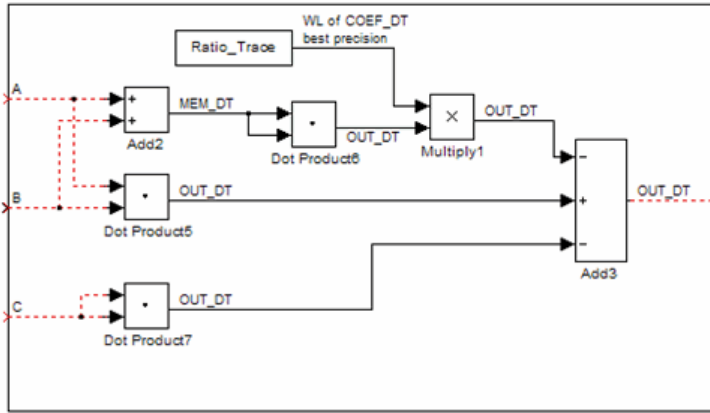 WL of COEF_DT
best precision
Ratio_Trace
A
MEM_DT
OUT_DT
Add2
OUT_DT
Dot Product6
Multiply1
B
OUT_DT
OUT_DT
Dot Product5
Add3
C
OUT_DT
Dot Product7